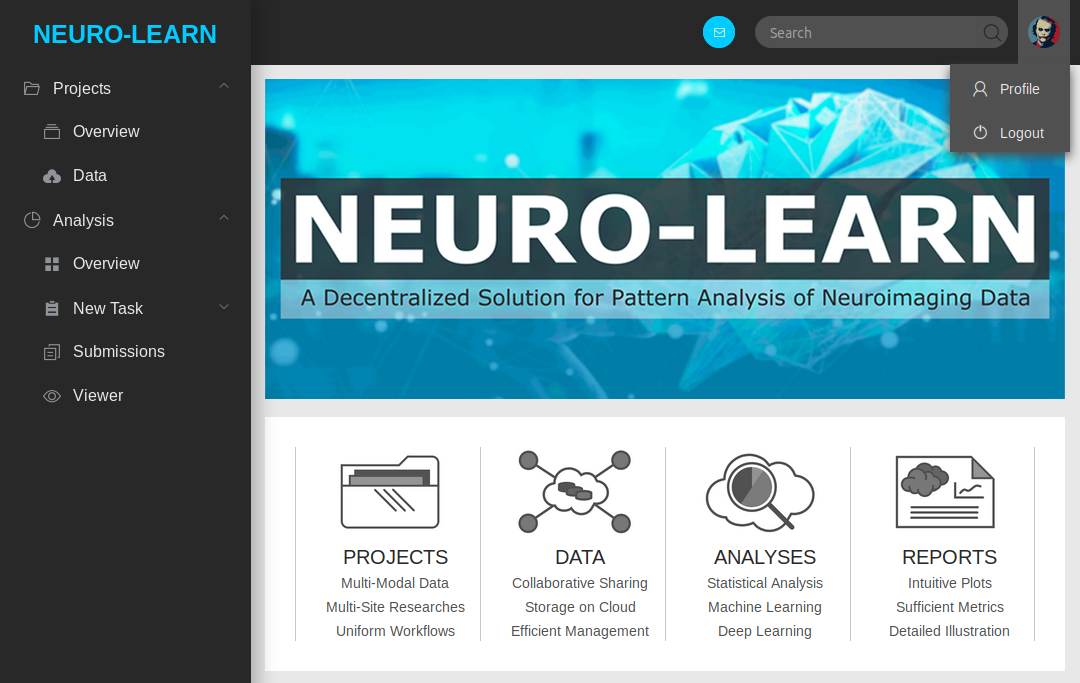 NEURO-LEARN
Search
Projects
Overview
Data
Analysis
Overview
New Task
Submissions
Viewer
Profile
Logout
NEURO-LEARN
A Decentralized Solution for Pattern Analysis of Neuroimaging Data
PROJECTS
Multi-Modal Data
Multi-Site Researches
Uniform Workflows
DATA
Collaborative Sharing
Storage on Cloud
Efficient Management
ANALYSES
Statistical Analysis
Machine Learning
Deep Learning
REPORTS
Intuitive Plots
Sufficient Metrics
Detailed Illustration